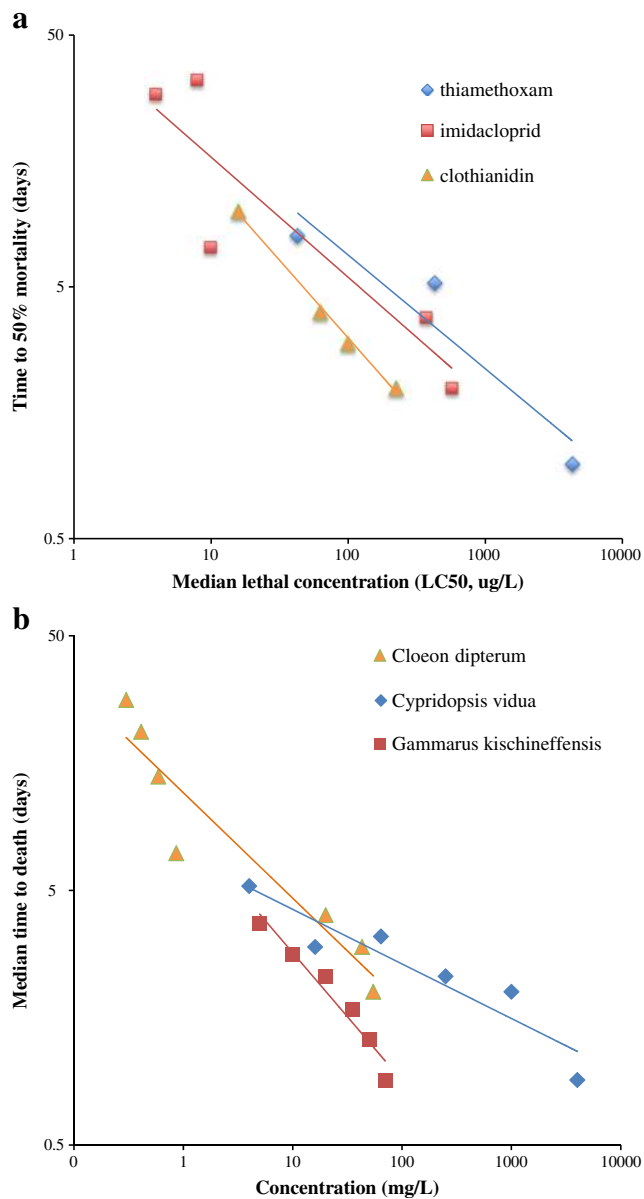 a
50
5
0.5
Time to 50% mortality (days)
thiamethoxam
imidacloprid
clothianidin
1
10
100
1000
10000
Median lethal concentration (LC50, ug/L)
b
50
5
0.5
Median time to death (days)
Cloeon dipterum
Cypridopsis vidua
Gammarus kischineffensis
0
1
10
100
1000
10000
Concentration (mg/L)